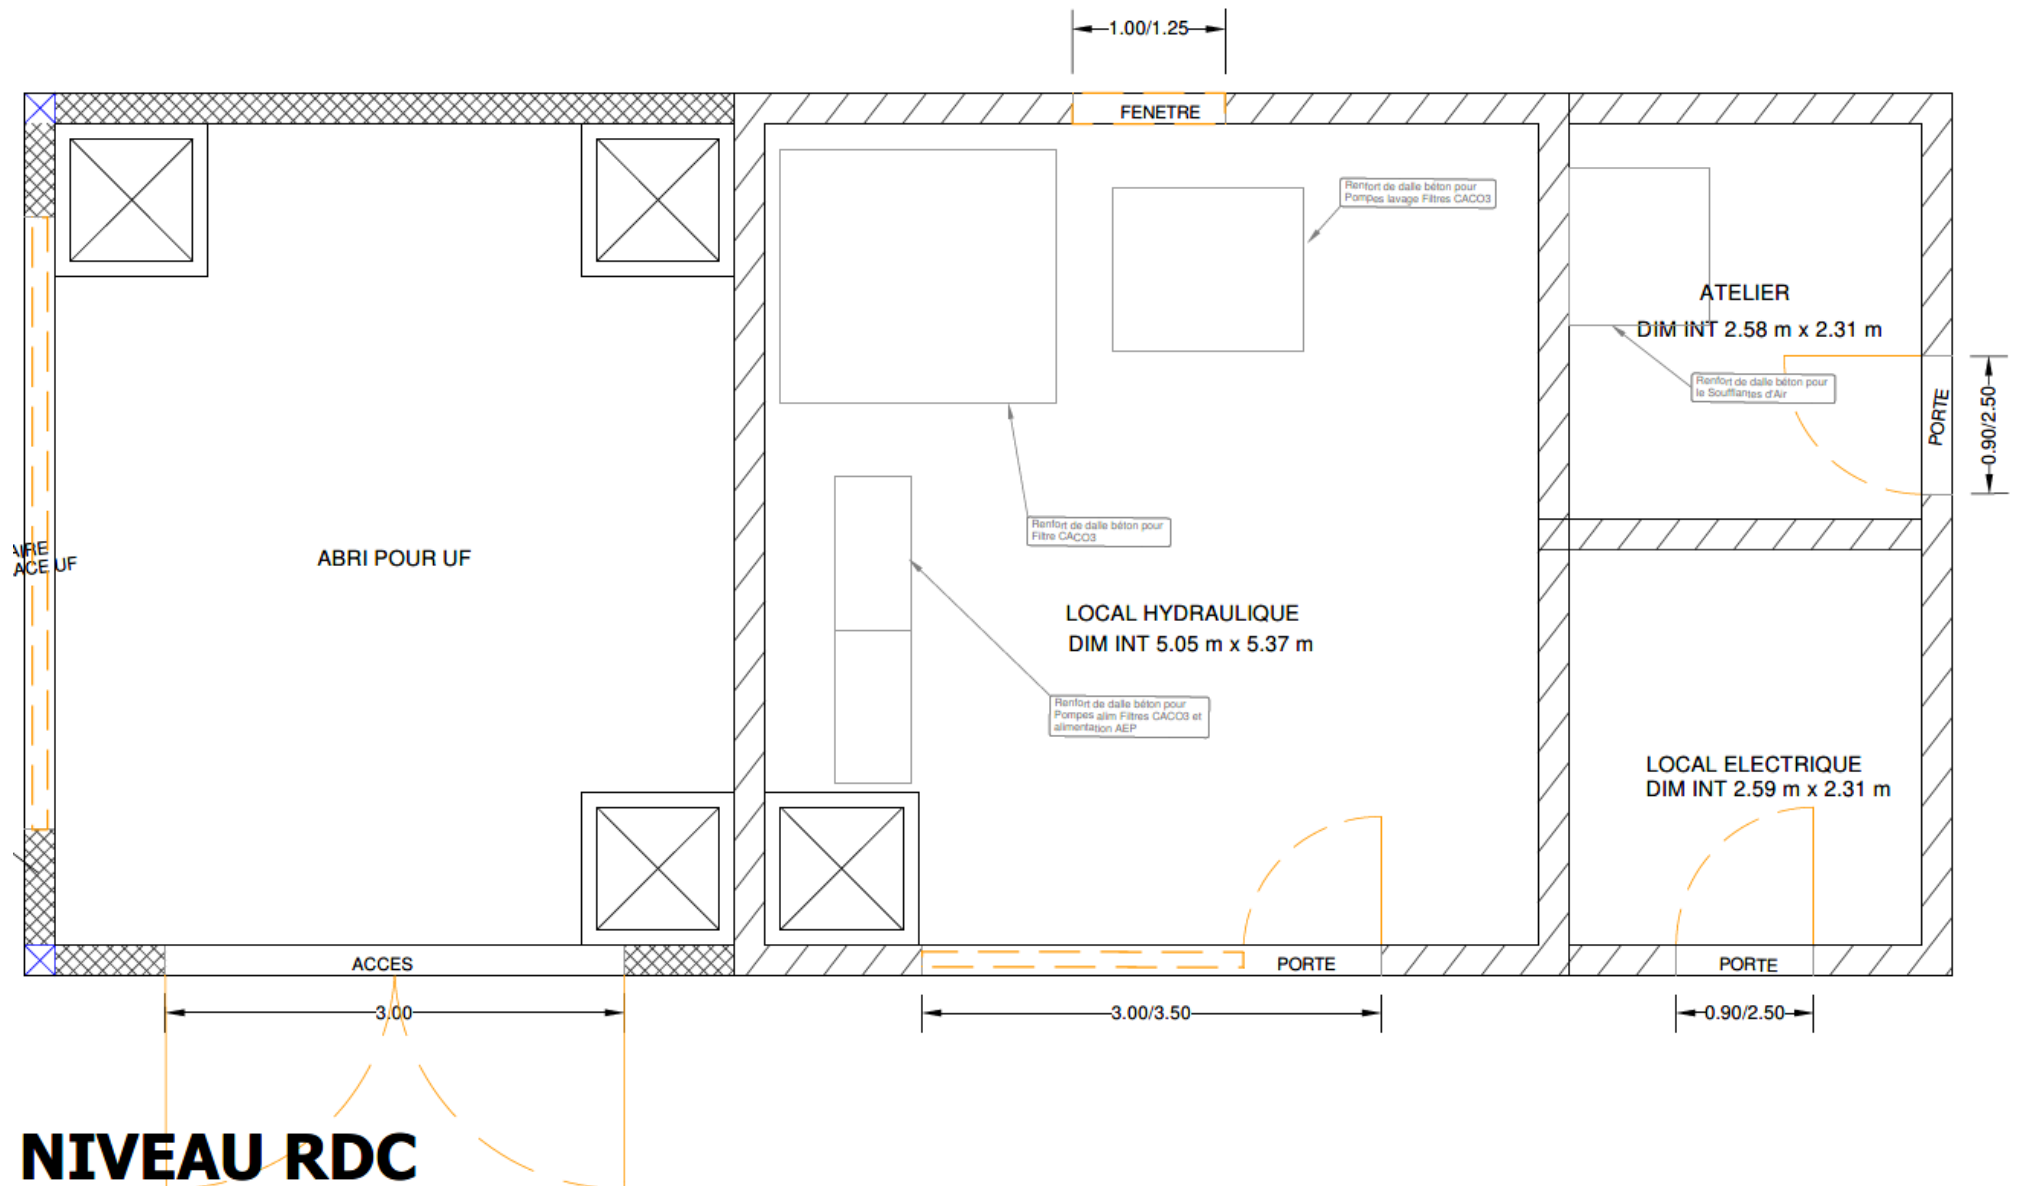 1.00/1.25
FENETRE
Renfort de dalle béton pour
Pompes lavage Filtres CACO3
ATELIER
DIM INT 2.58 m x 2.31 m
Renfort de dalle béton pour
le Soufflantes d'Air
PORTE
0.90/2.50
Renfort de dalle béton pour
Filtre CACO3
AIRE
ACE UF
ABRI POUR UF
LOCAL HYDRAULIQUE
DIM INT 5.05 m x 5.37 m
Renfort de dalle béton pour
Pompes alim Filtres CACO3 et
alimentation AEP
LOCAL ELECTRIQUE
DIM INT 2.59 m x 2.31 m
ACCES
PORTE
PORTE
3.00
3.00/3.50
0.90/2.50
NIVEAU RDC